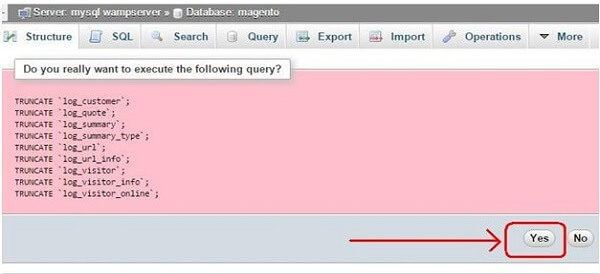 Server: mysql wampserver » Database: magento
Structure SQL Search Query Export Import Operations More
Do you really want to execute the following query?
TRUNCATE `log_customer`;
TRUNCATE `log_quote`;
TRUNCATE `log_summary`;
TRUNCATE `log_summary_type`;
TRUNCATE `log_url`;
TRUNCATE `log_url_info`;
TRUNCATE `log_visitor`;
TRUNCATE `log_visitor_info`;
TRUNCATE `log_visitor_online`;
Yes No